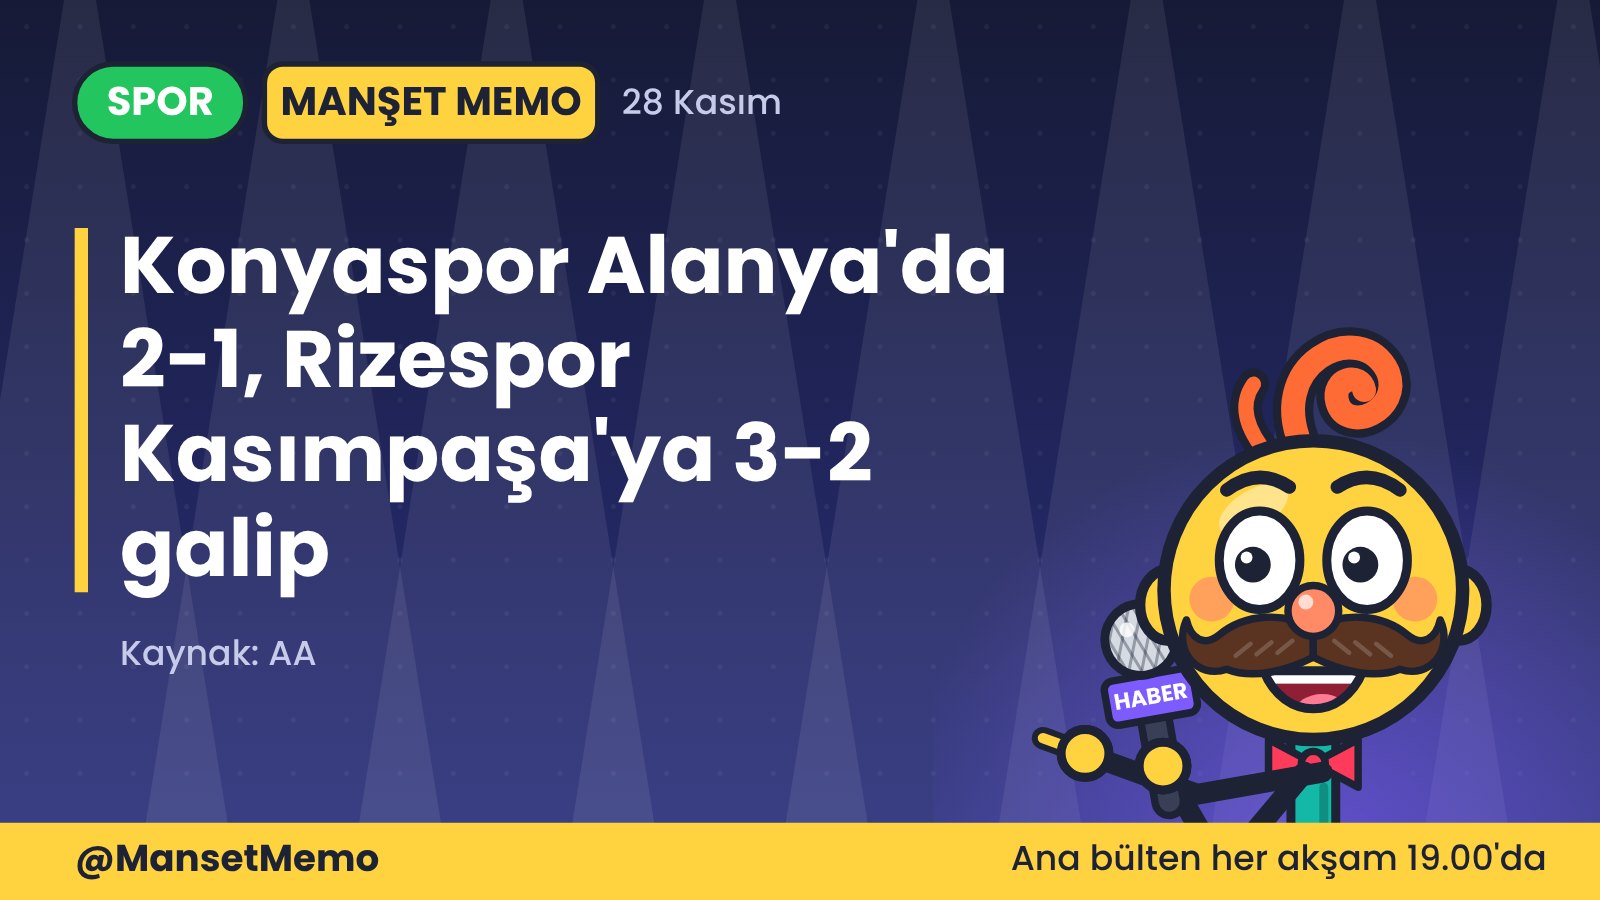 SPOR
MANŞET MEMO
28 Kasım
Konyaspor Alanya'da
2-1, Rizespor
Kasımpaşa'ya 3-2
galip
Kaynak: AA
HABER
@MansetMemo
Ana bülten her akşam 19.00'da